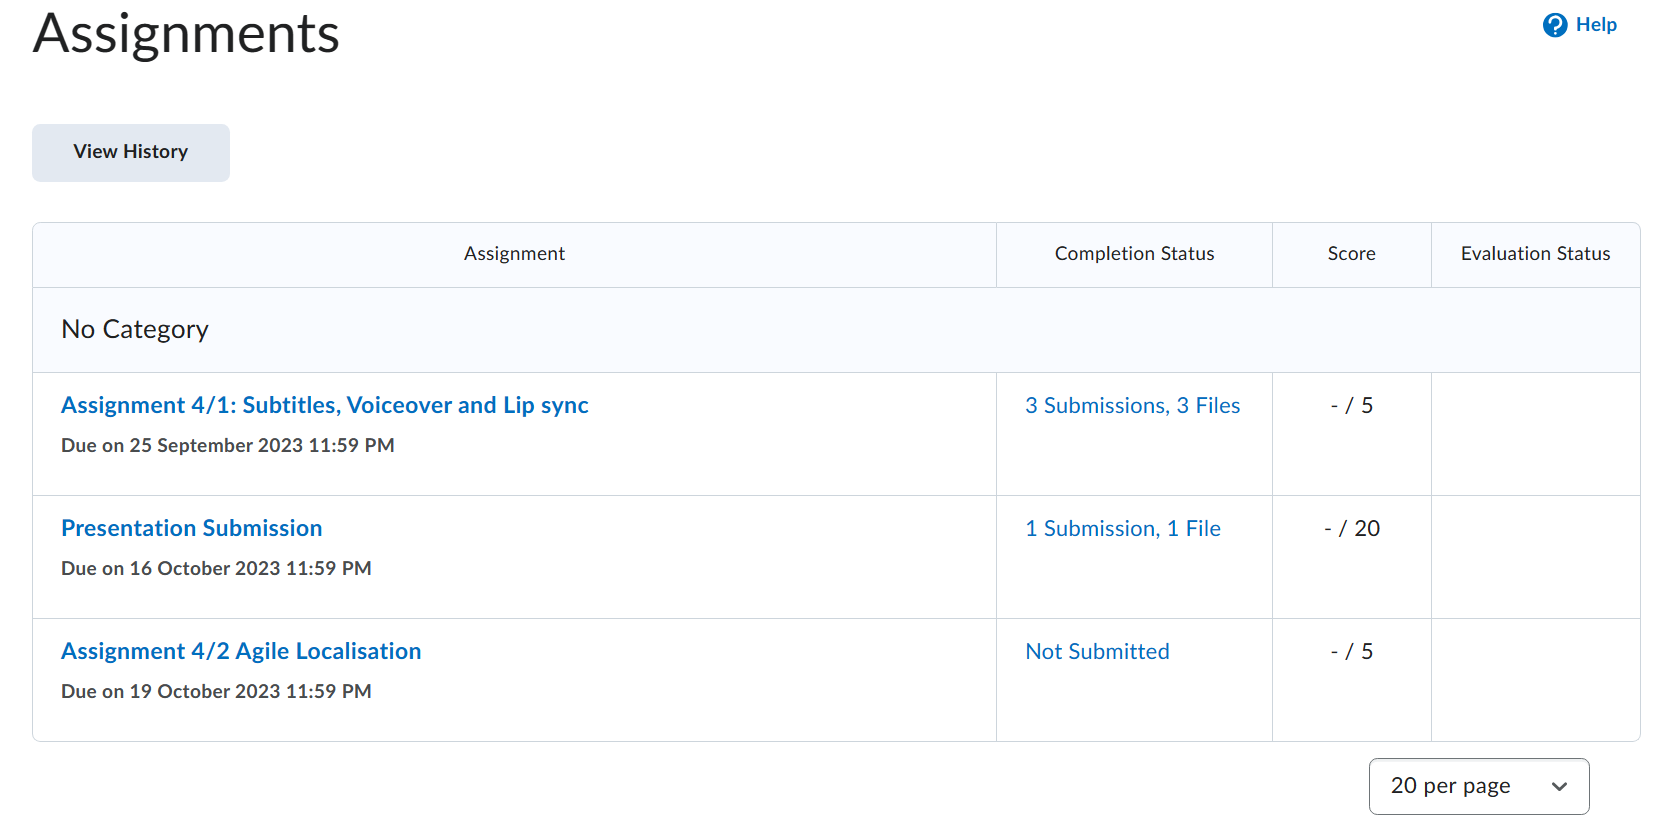 Assignments
Help
View History
Assignment Completion Status Score Evaluation Status
No Category
Assignment 4/1: Subtitles, Voiceover and Lip sync 3 Submissions, 3 Files - / 5
Due on 25 September 2023 11:59 PM
Presentation Submission 1 Submission, 1 File - / 20
Due on 16 October 2023 11:59 PM
Assignment 4/2 Agile Localisation Not Submitted - / 5
Due on 19 October 2023 11:59 PM
20 per page